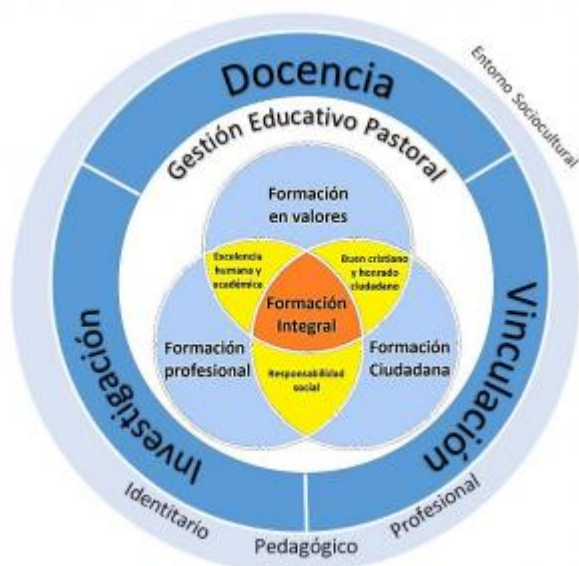 Docencia
Entorno Sociocultural
Gestión Educativo Pastoral
Formación
en valores
Excelencia
humana y
académica
Buen cristiano
y honrado
ciudadano
Formación
Integral
Formación
profesional
Formación
Ciudadana
Responsabilidad
social
Investigación
Vinculación
Identitario
Pedagógico
Profesional